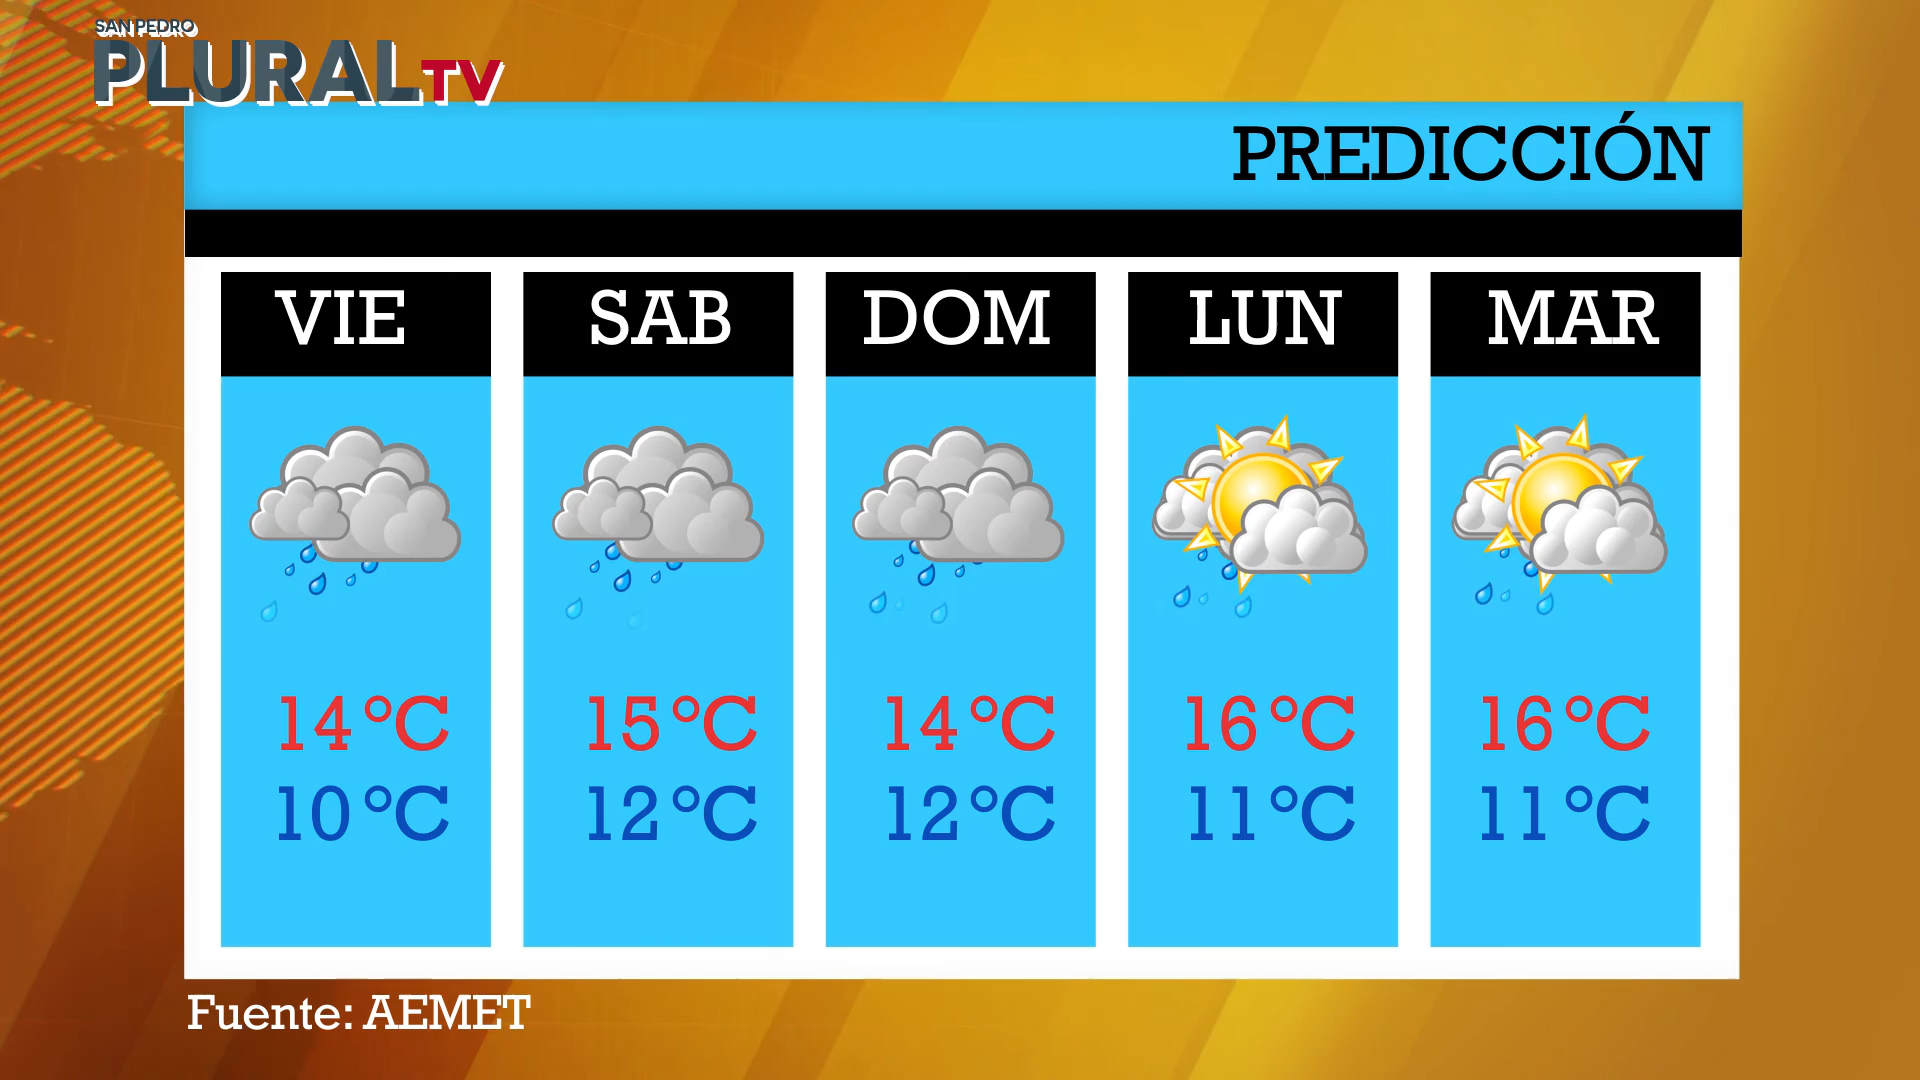 SAN PEDRO
PLURAL TV
PREDICCIÓN
VIE SAB DOM LUN MAR
14°C 15°C 14°C 16°C 16°C
10°C 12°C 12°C 11°C 11°C
Fuente: AEMET